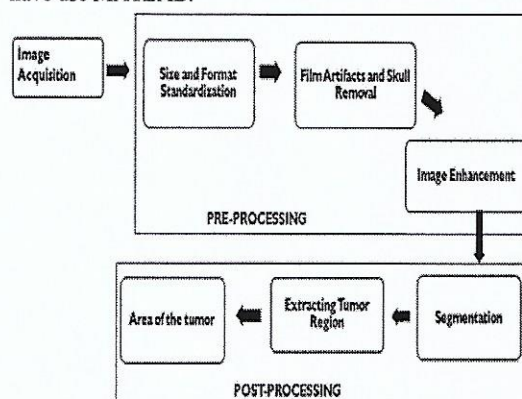 Image
Acquisition
Size and Format
Standardization
Film Artifacts and Skull
Removal
Image Enhancement
PRE-PROCESSING
Area of the tumor
Extracting Tumor
Region
Segmentation
POST-PROCESSING